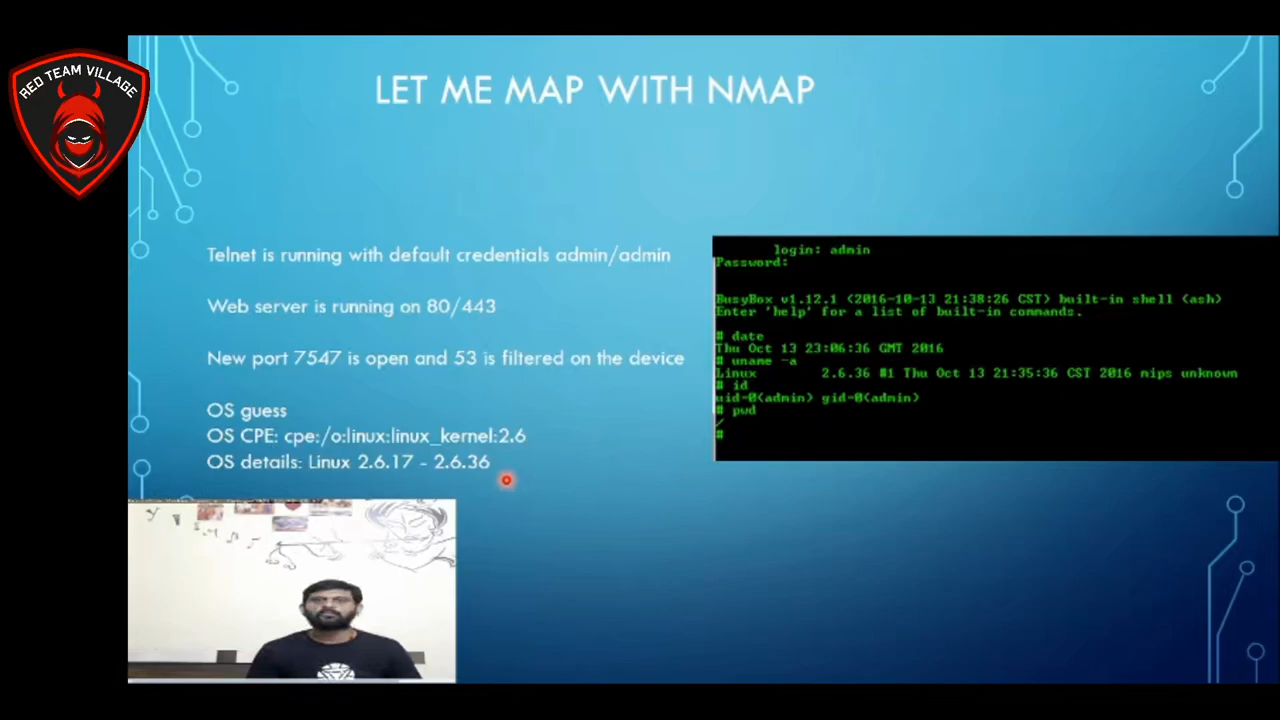 RED TEAM VILLAGE
LET ME MAP WITH NMAP
Telnet is running with default credentials admin/admin
Web server is running on 80/443
New port 7547 is open and 53 is filtered on the device
OS guess
OS CPE: cpe:/o:linux:linux_kernel:2.6
OS details: Linux 2.6.17 - 2.6.36
login: admin
Password:
BusyBox v1.12.1 (2016-10-13 21:38:26 CST) built-in shell (ash)
Enter 'help' for a list of built-in commands.
# date
Thu Oct 13 23:06:36 GMT 2016
# uname -a
Linux 2.6.36 #1 Thu Oct 13 21:35:36 CST 2016 mips unknown
# id
uid=0(admin) gid=0(admin)
# pwd
/
#